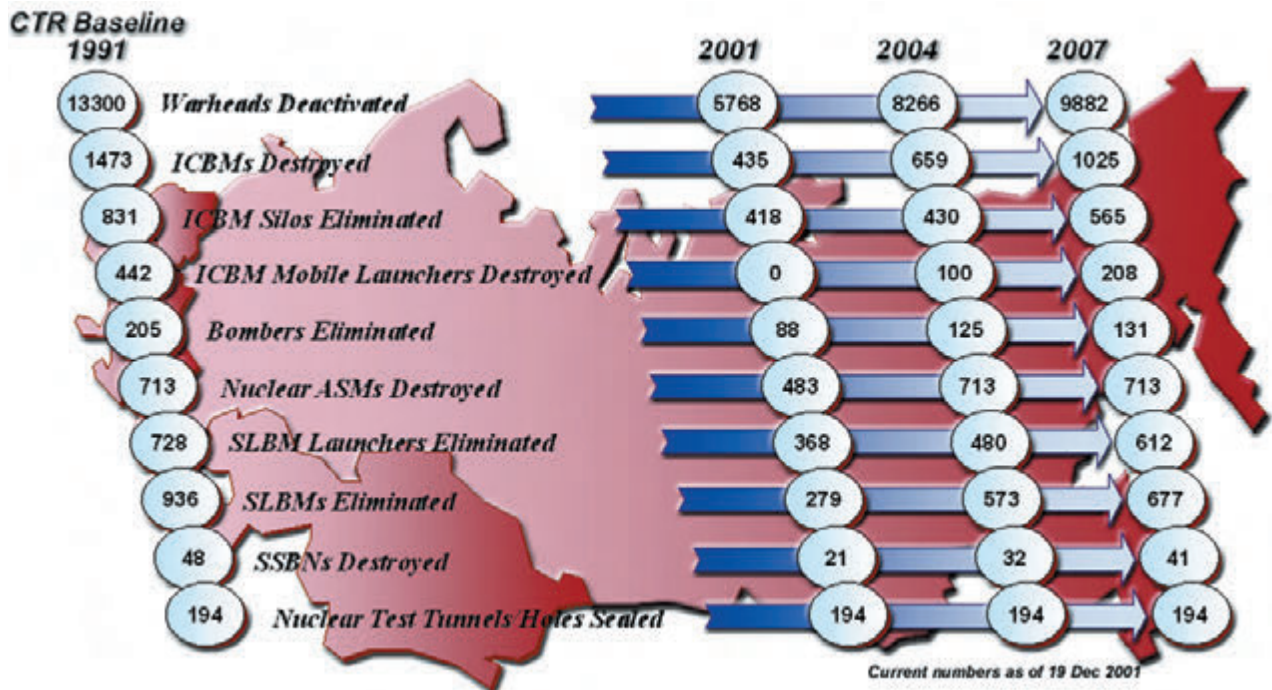 CTR Baseline
1991 2001 2004 2007
13300 Warheads Deactivated 5768 8266 9882
1473 ICBMs Destroyed 435 659 1025
831 ICBM Silos Eliminated 418 430 565
442 ICBM Mobile Launchers Destroyed 0 100 208
205 Bombers Eliminated 88 125 131
713 Nuclear ASMs Destroyed 483 713 713
728 SLBM Launchers Eliminated 368 480 612
936 SLBMs Eliminated 279 573 677
48 SSBNs Destroyed 21 32 41
194 Nuclear Test Tunnels/Holes Sealed 194 194 194
Current numbers as of 19 Dec 2001